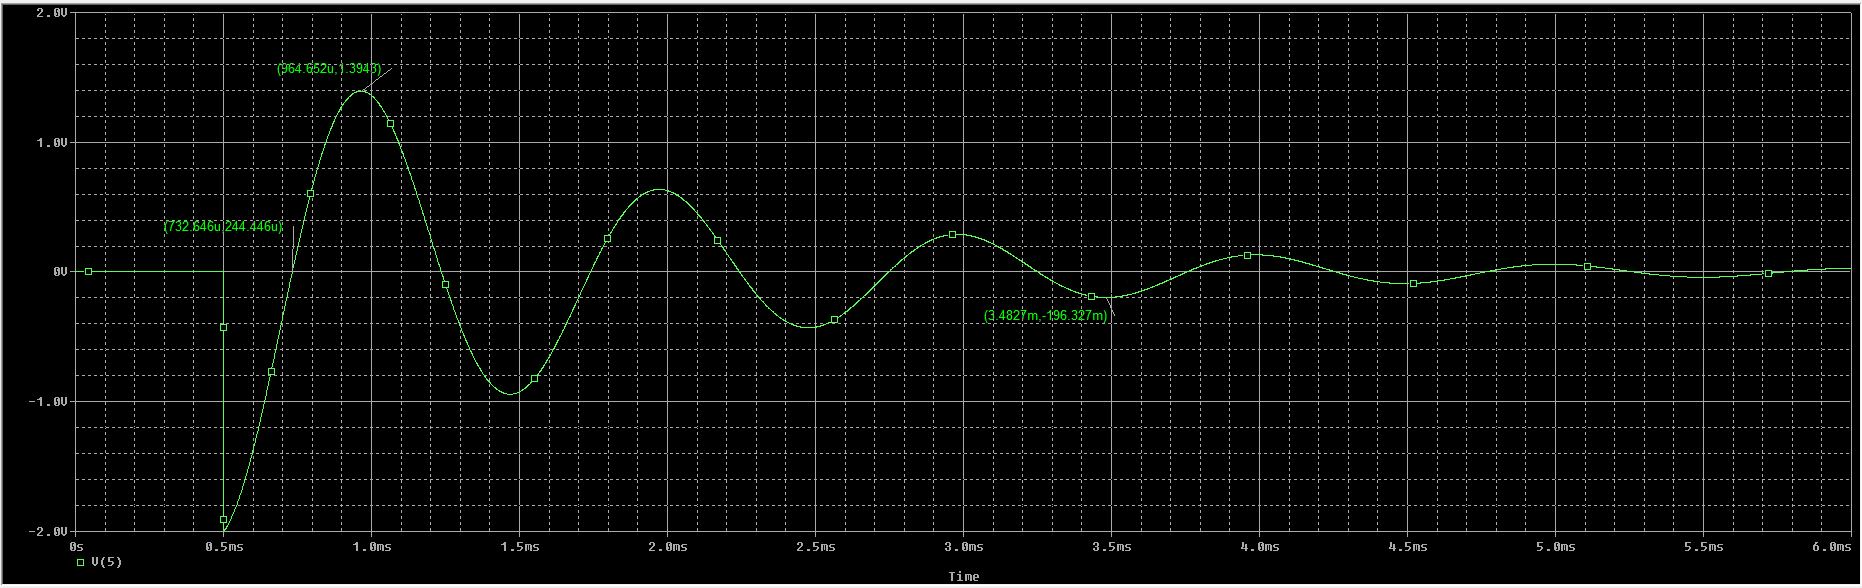 2.0V
(964.652u,1.3943)
1.0V
(732.646u,244.446u)
0V
(3.4827m,-196.327m)
-1.0V
-2.0V
0s 0.5ms 1.0ms 1.5ms 2.0ms 2.5ms 3.0ms 3.5ms 4.0ms 4.5ms 5.0ms 5.5ms 6.0ms
V(5)
Time